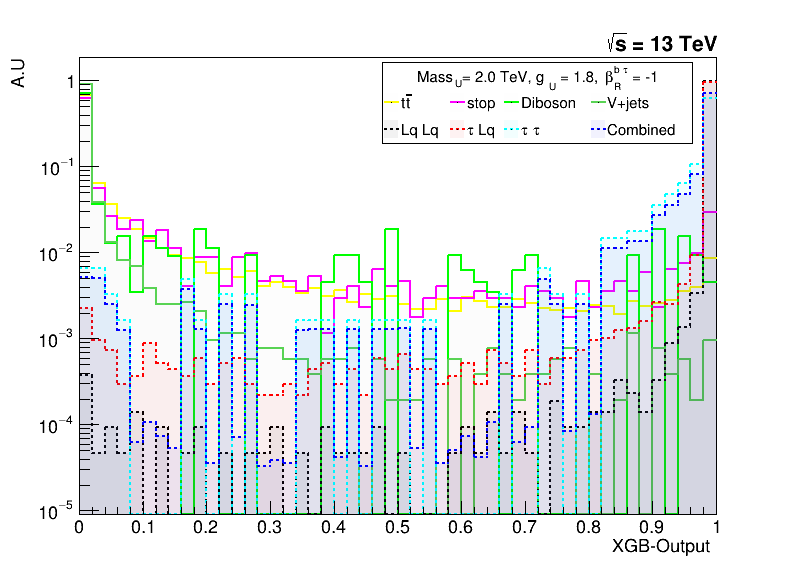 √s = 13 TeV
A.U
Mass_U = 2.0 TeV, g_U = 1.8, β_R^{b τ} = -1
tt̄ stop Diboson V+jets
Lq Lq τ Lq τ τ Combined
1
10⁻¹
10⁻²
10⁻³
10⁻⁴
10⁻⁵
0 0.1 0.2 0.3 0.4 0.5 0.6 0.7 0.8 0.9 1
XGB-Output